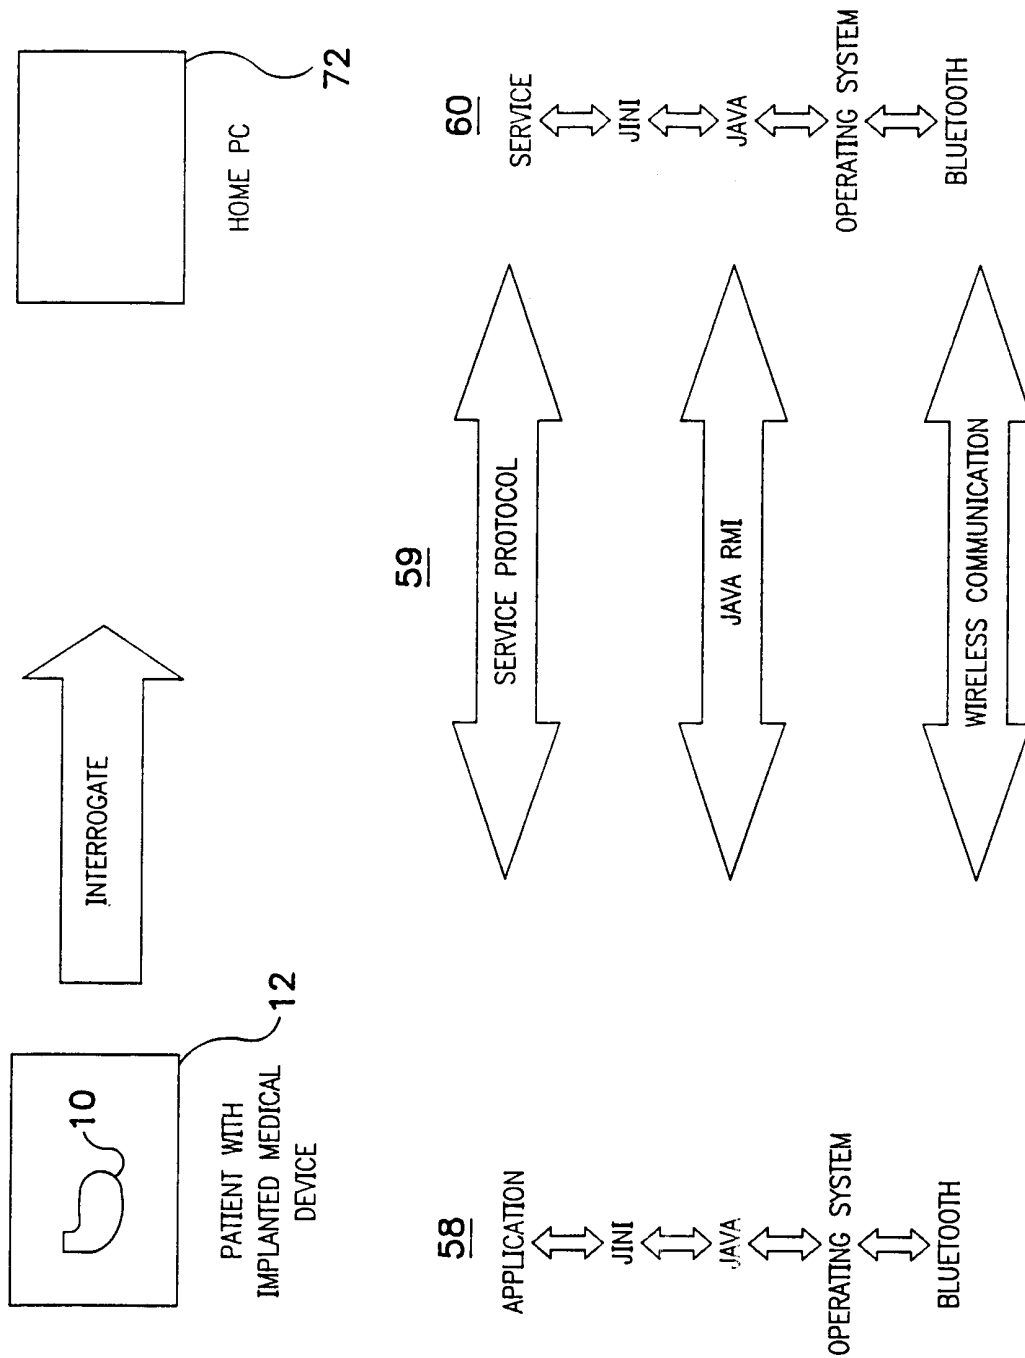 10
12
PATIENT WITH
IMPLANTED MEDICAL
DEVICE
INTERROGATE
72
HOME PC
58
APPLICATION
JINI
JAVA
OPERATING SYSTEM
BLUETOOTH
59
SERVICE PROTOCOL
JAVA RMI
WIRELESS COMMUNICATION
60
SERVICE
JINI
JAVA
OPERATING SYSTEM
BLUETOOTH